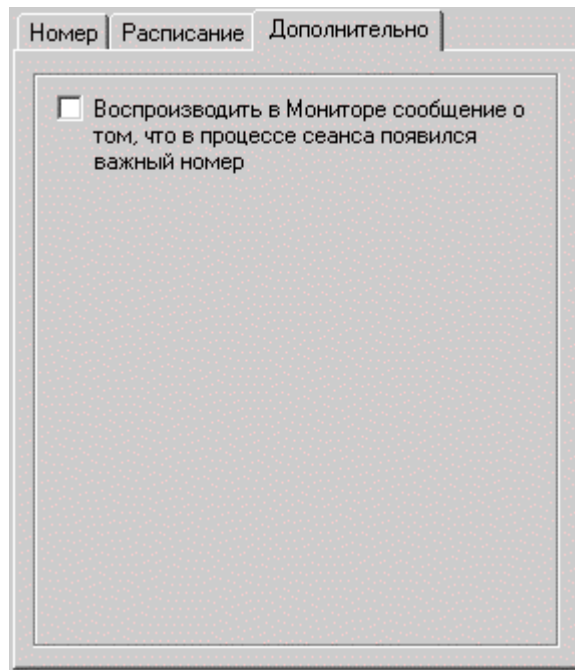 Номер Расписание Дополнительно
Воспроизводить в Мониторе сообщение о
том, что в процессе сеанса появился
важный номер